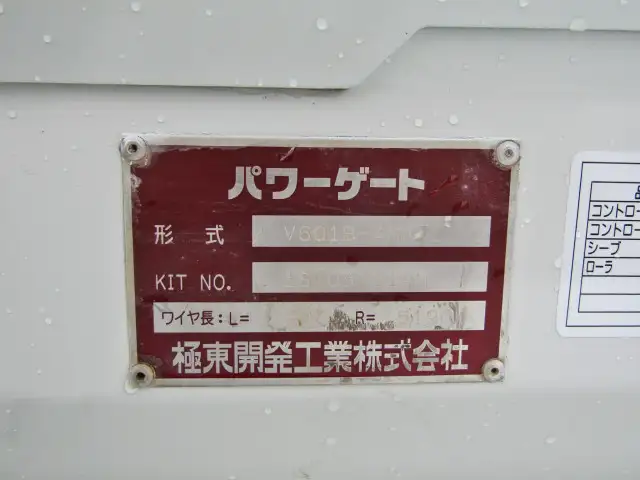 パワーゲート
形式
KIT NO.
ワイヤ長:L= R=
極東開発工業株式会社
コントロー
コントロー
シーブ
ローラ